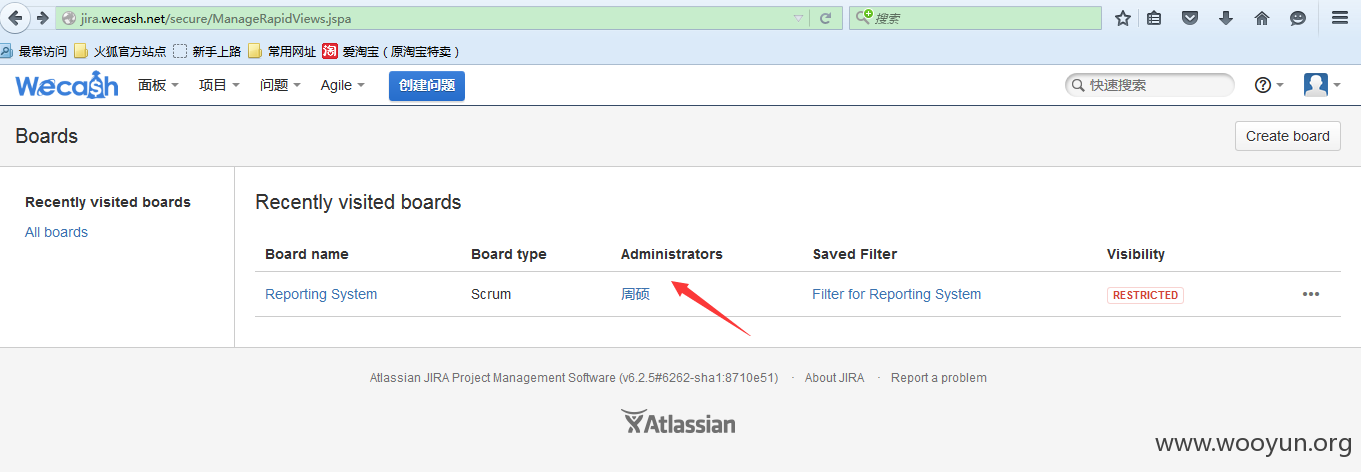 jira.wecash.net/secure/ManageRapidViews.jspa 搜索
最常访问 火狐官方站点 新手上路 常用网址 淘 爱淘宝（原淘宝特卖）
Wecash 面板 项目 问题 Agile 创建问题 快速搜索
Boards Create board
Recently visited boards
All boards
Recently visited boards
Board name Board type Administrators Saved Filter Visibility
Reporting System Scrum 周硕 Filter for Reporting System RESTRICTED
Atlassian JIRA Project Management Software (v6.2.5#6262-sha1:8710e51) · About JIRA · Report a problem
Atlassian
www.wooyun.org